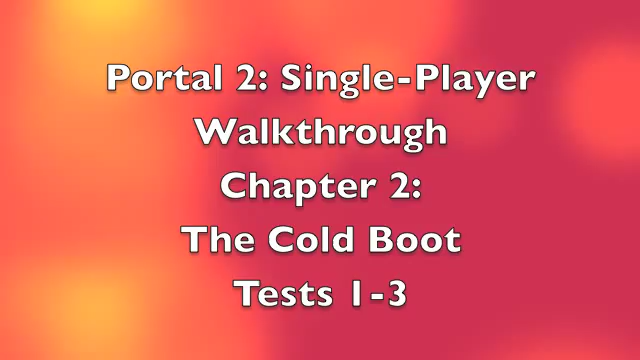 Portal 2: Single-Player
Walkthrough
Chapter 2:
The Cold Boot
Tests 1-3